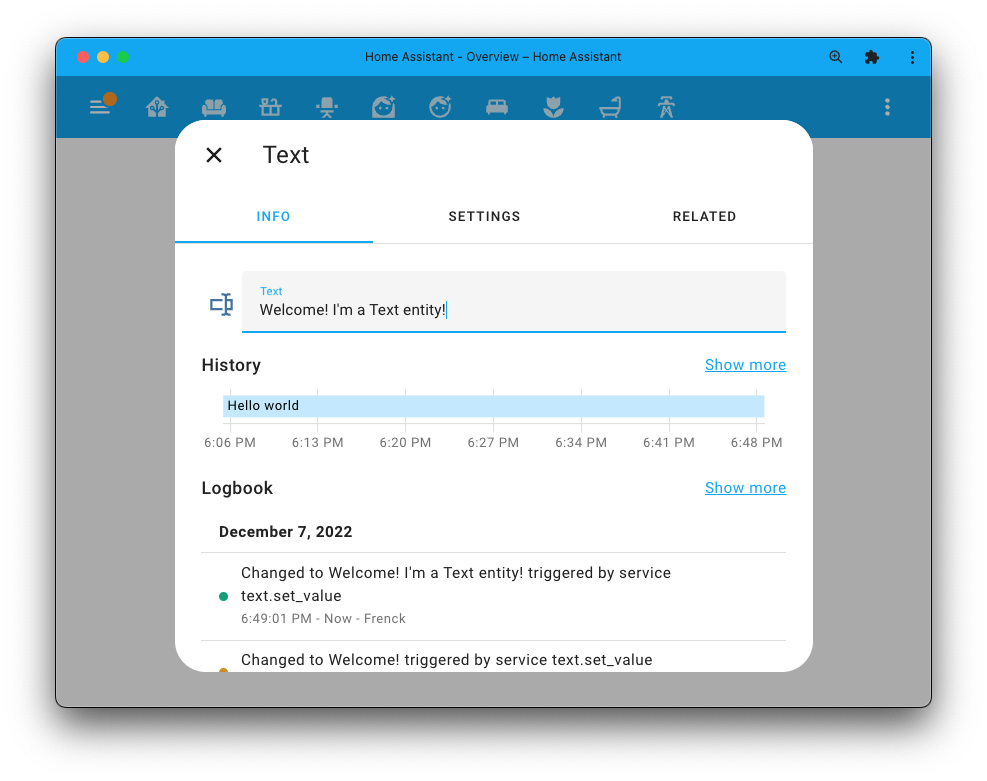 Home Assistant - Overview – Home Assistant
Text
INFO SETTINGS RELATED
Text
Welcome! I'm a Text entity!
History Show more
Hello world
6:06 PM 6:13 PM 6:20 PM 6:27 PM 6:34 PM 6:41 PM 6:48 PM
Logbook Show more
December 7, 2022
Changed to Welcome! I'm a Text entity! triggered by service
text.set_value
6:49:01 PM - Now - Frenck
Changed to Welcome! triggered by service text.set_value